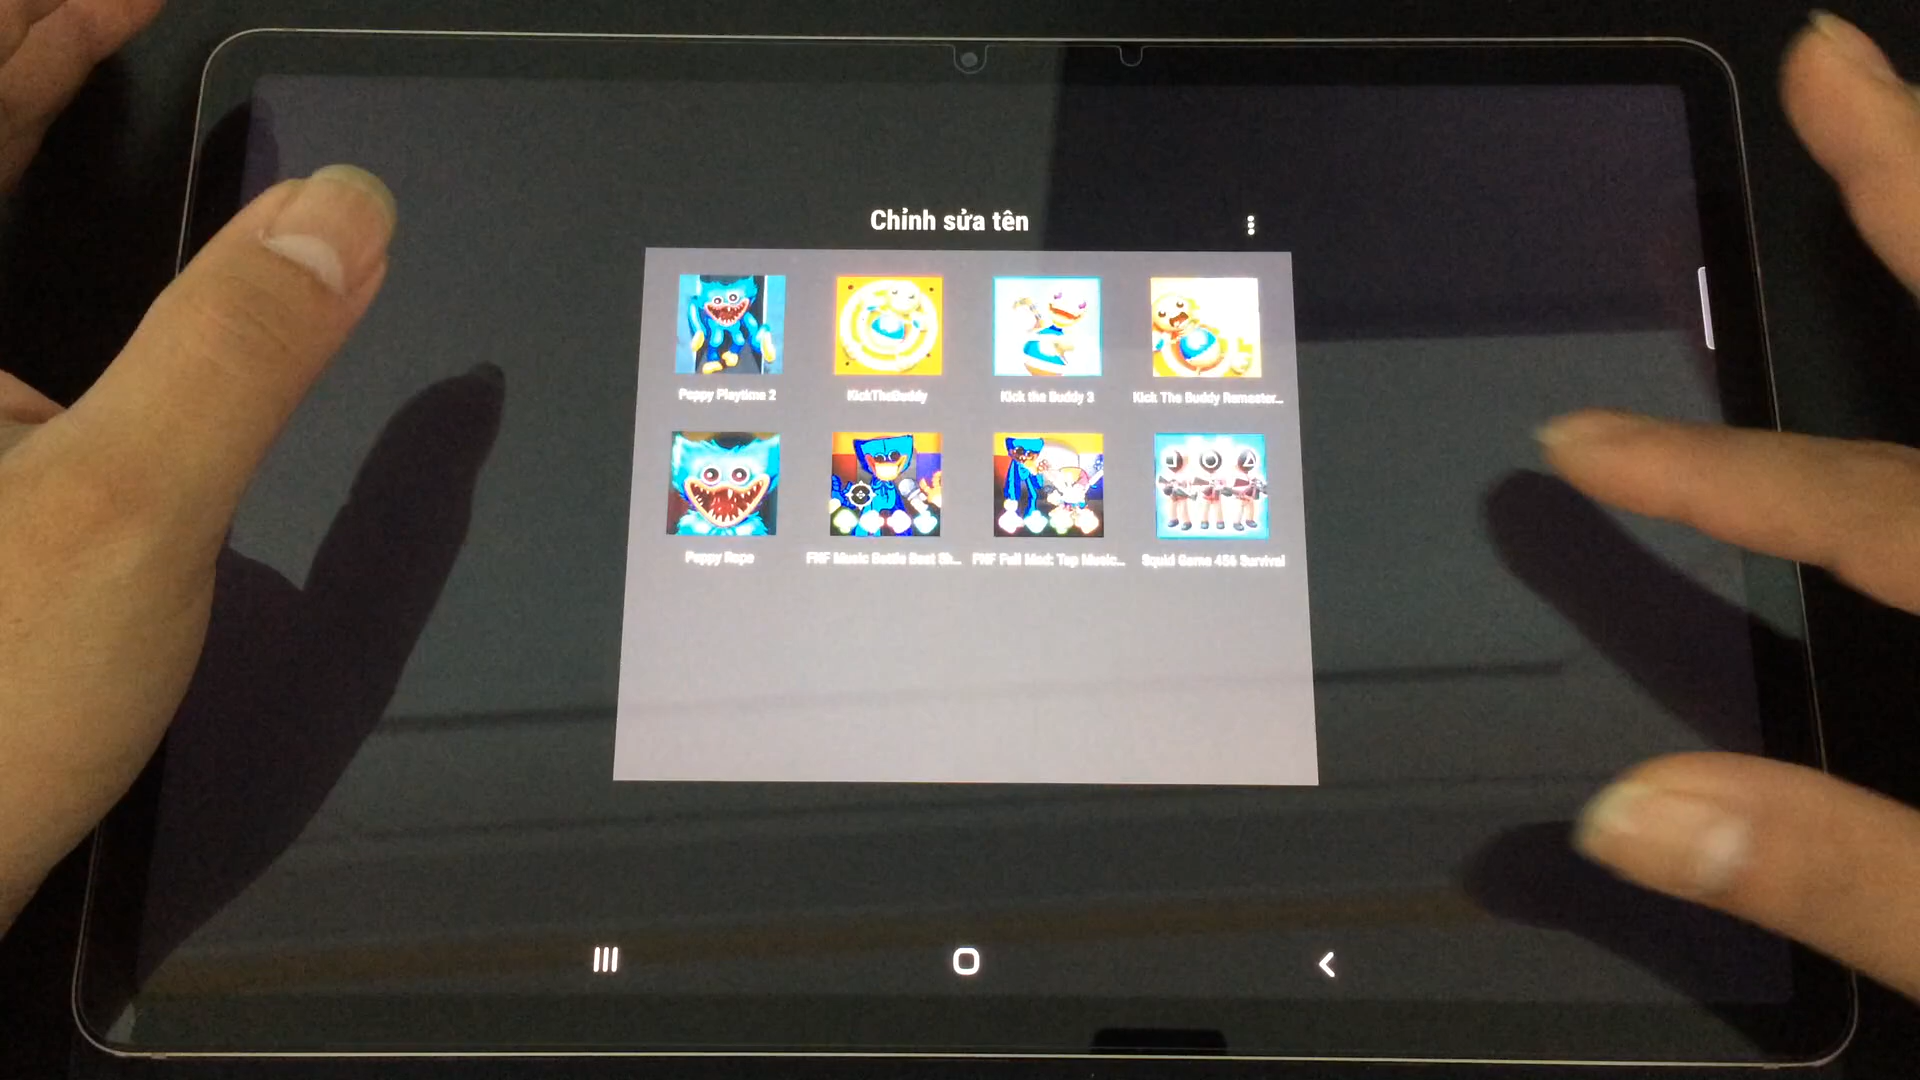 Chỉnh sửa tên
Poppy Playtime 2
KickTheBuddy
Kick the Buddy 3
Kick The Buddy Remaster...
Poppy Rope
FNF Music Battle Beat Sh...
FNF Full Mod: Tap Music...
Squid Game 456 Survival